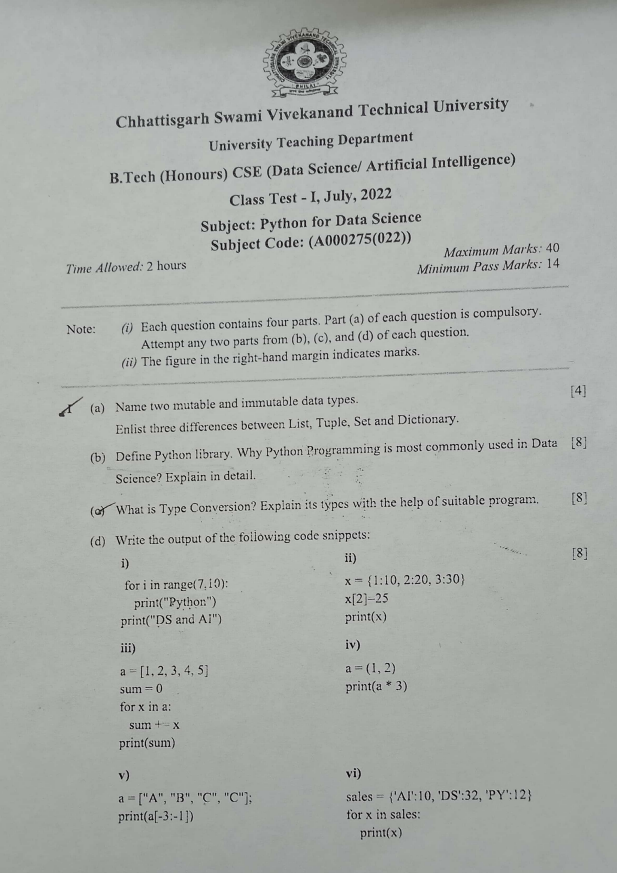 BHILAI
Chhattisgarh Swami Vivekanand Technical University
University Teaching Department
B.Tech (Honours) CSE (Data Science/ Artificial Intelligence)
Class Test - I, July, 2022
Subject: Python for Data Science
Subject Code: (A000275(022))
Maximum Marks: 40
Time Allowed: 2 hours
Minimum Pass Marks: 14
Note: (i) Each question contains four parts. Part (a) of each question is compulsory.
Attempt any two parts from (b), (c), and (d) of each question.
(ii) The figure in the right-hand margin indicates marks.
(a) Name two mutable and immutable data types. [4]
Enlist three differences between List, Tuple, Set and Dictionary.
(b) Define Python library. Why Python Programming is most commonly used in Data [8]
Science? Explain in detail.
(c) What is Type Conversion? Explain its types with the help of suitable program. [8]
(d) Write the output of the following code snippets: [8]
i)
for i in range(7,10):
print("Python")
print("DS and AI")
ii)
x = {1:10, 2:20, 3:30}
x[2]=25
print(x)
iii)
a = [1, 2, 3, 4, 5]
sum = 0
for x in a:
sum += x
print(sum)
iv)
a = (1, 2)
print(a * 3)
v)
a = ["A", "B", "C", "C"];
print(a[-3:-1])
vi)
sales = {'AI':10, 'DS':32, 'PY':12}
for x in sales:
print(x)